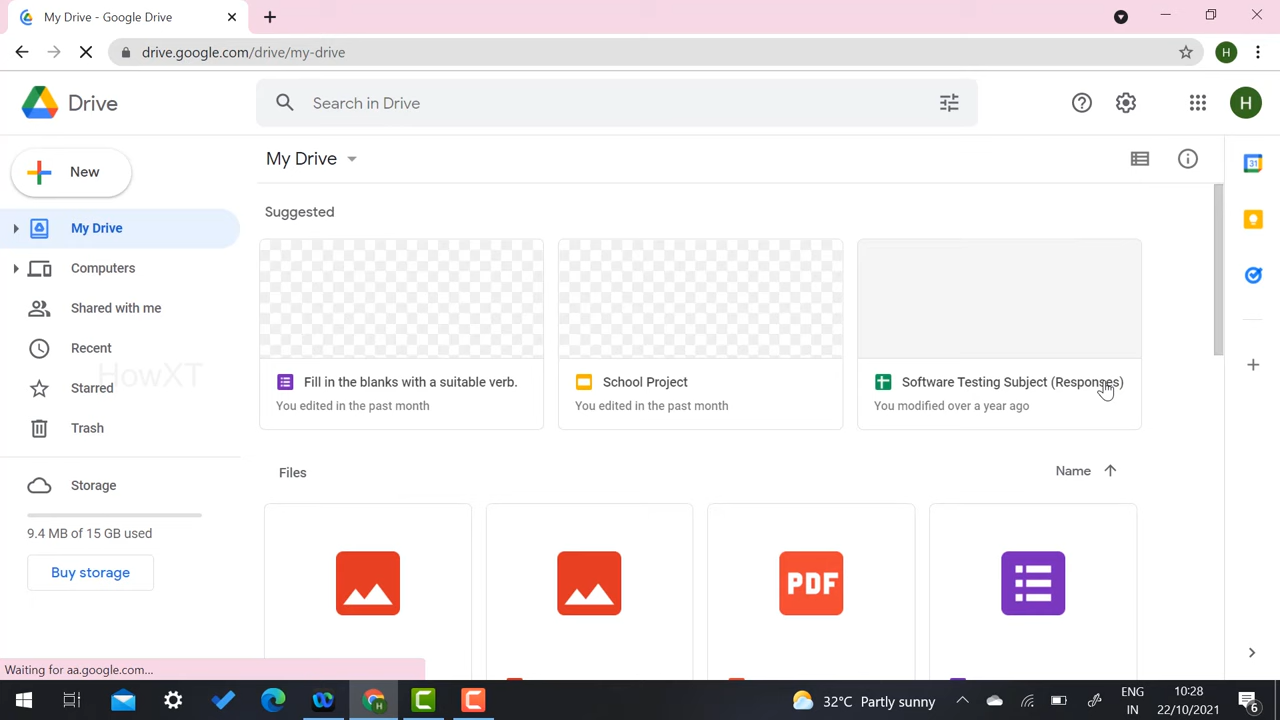 My Drive - Google Drive
drive.google.com/drive/my-drive
H
Drive
Search in Drive
H
New
My Drive
31
Suggested
My Drive
Computers
Shared with me
Recent
Starred
Trash
HowXT
Fill in the blanks with a suitable verb.
You edited in the past month
School Project
You edited in the past month
Software Testing Subject (Responses)
You modified over a year ago
Files
Name
Storage
9.4 MB of 15 GB used
Buy storage
PDF
Waiting for aa.google.com...
32°C Partly sunny
ENG
IN
10:28
22/10/2021
6